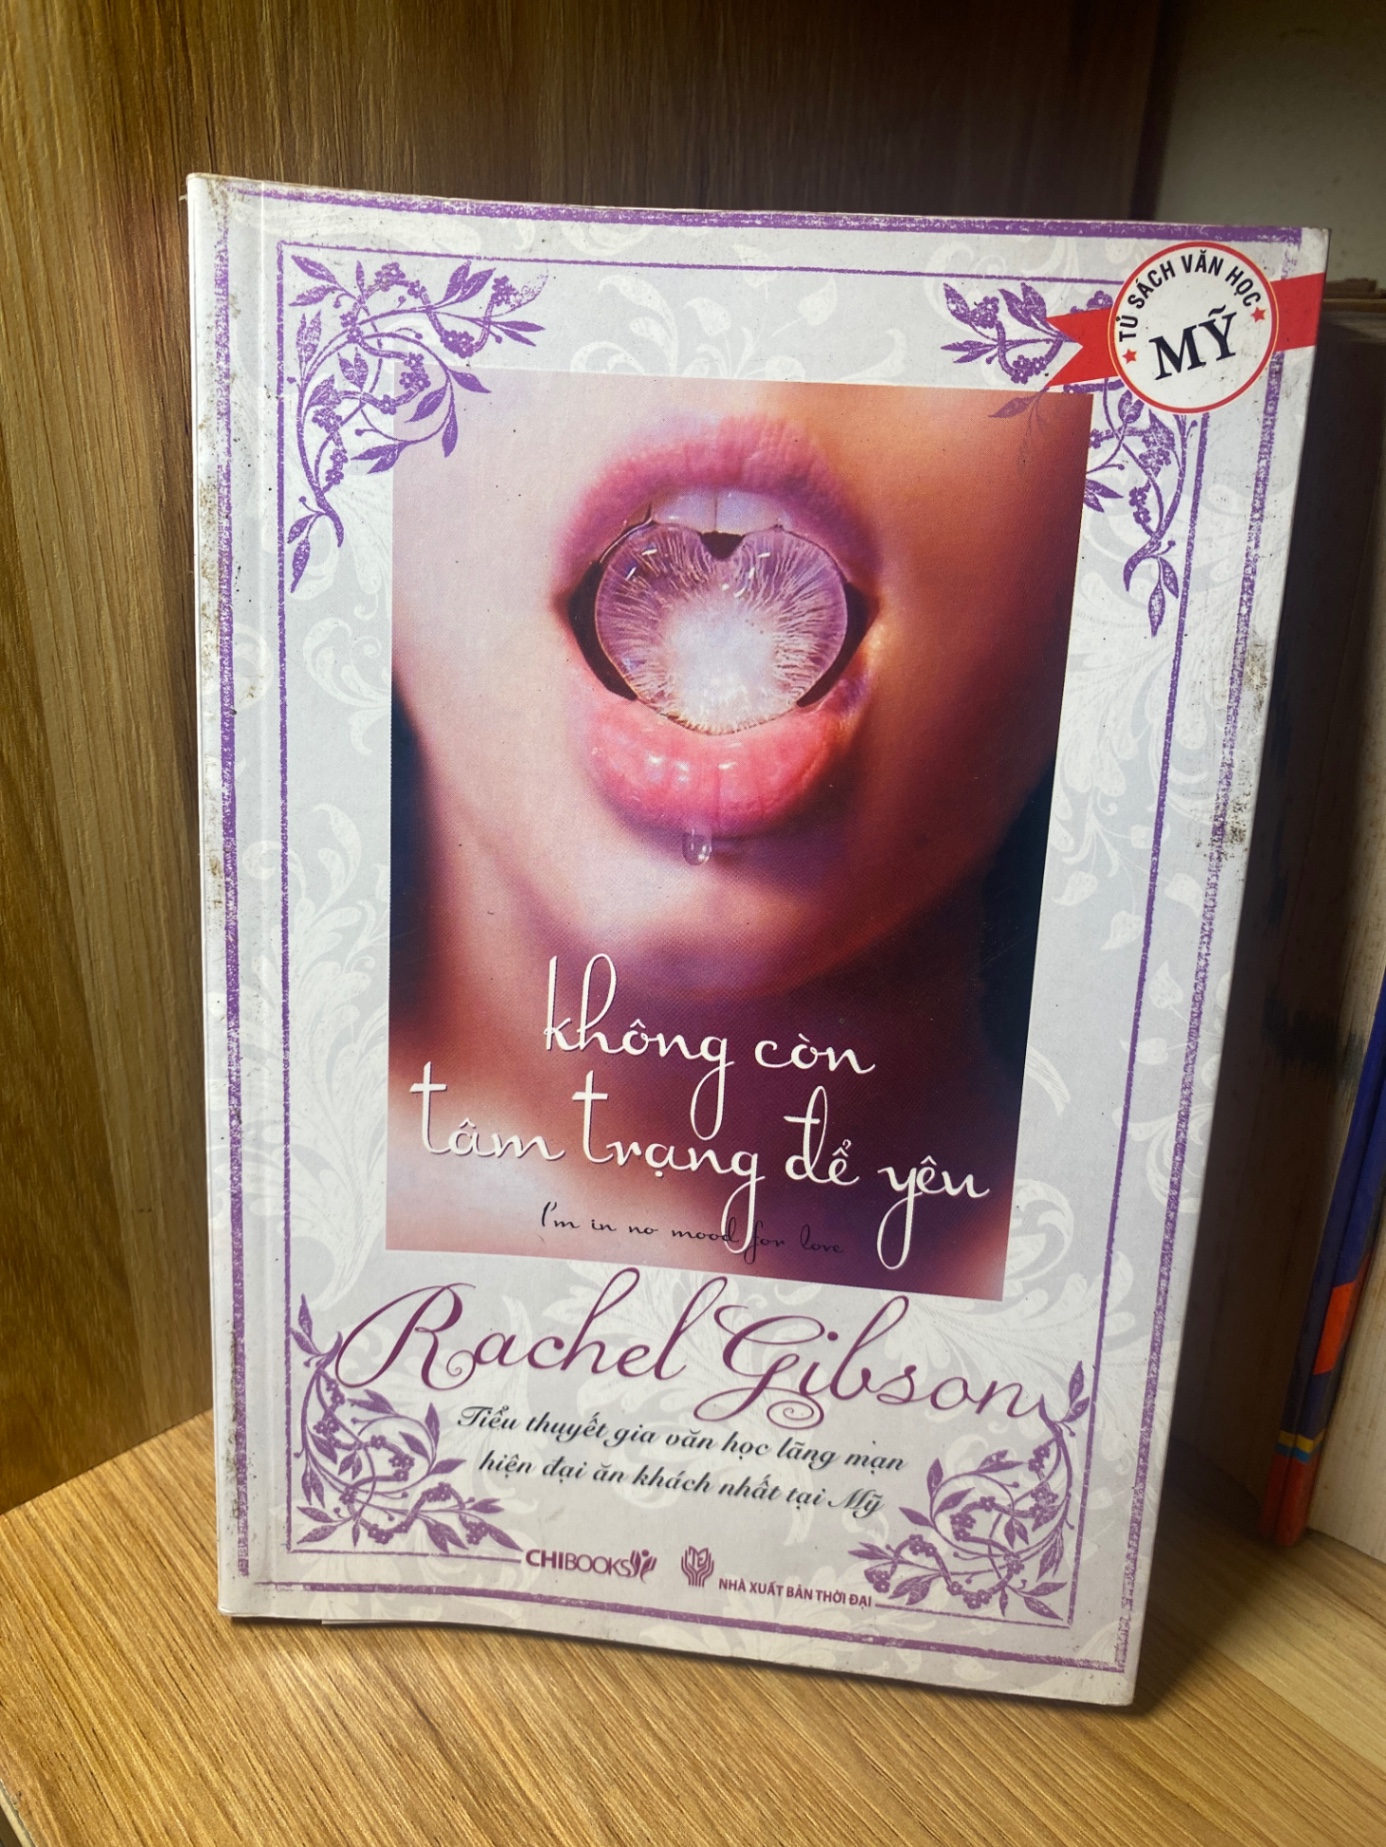 TỦ SÁCH VĂN HỌC
MỸ
không còn
tâm trạng để yêu
I'm in no mood for love
Rachel Gibson
Tiểu thuyết gia văn học lãng mạn
hiện đại ăn khách nhất tại Mỹ
CHIBOOKS
NHÀ XUẤT BẢN THỜI ĐẠI